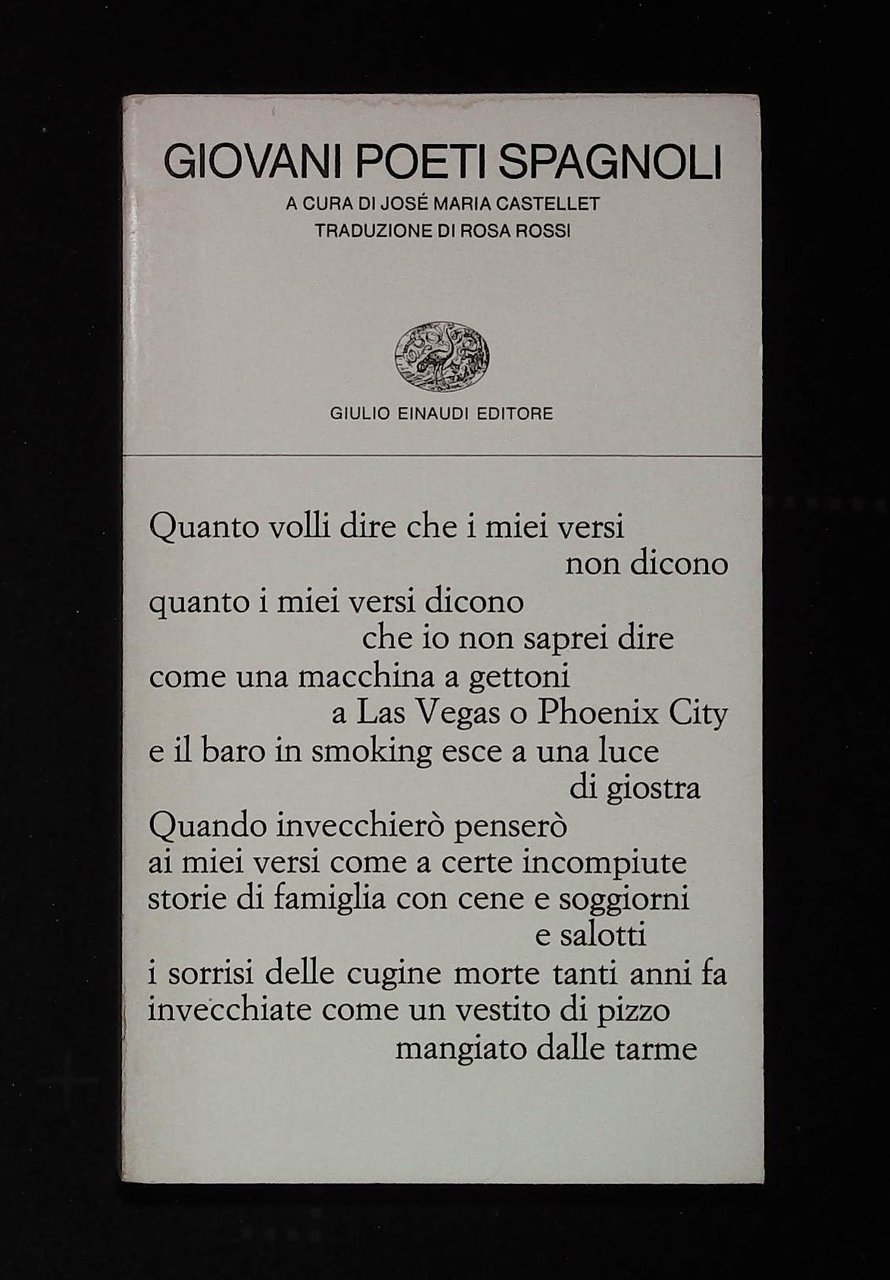 GIOVANI POETI SPAGNOLI
A CURA DI JOSÉ MARIA CASTELLET
TRADUZIONE DI ROSA ROSSI
GIULIO EINAUDI EDITORE
Quanto volli dire che i miei versi
non dicono
quanto i miei versi dicono
che io non saprei dire
come una macchina a gettoni
a Las Vegas o Phoenix City
e il baro in smoking esce a una luce
di giostra
Quando invecchierò penserò
ai miei versi come a certe incompiute
storie di famiglia con cene e soggiorni
e salotti
i sorrisi delle cugine morte tanti anni fa
invecchiate come un vestito di pizzo
mangiato dalle tarme